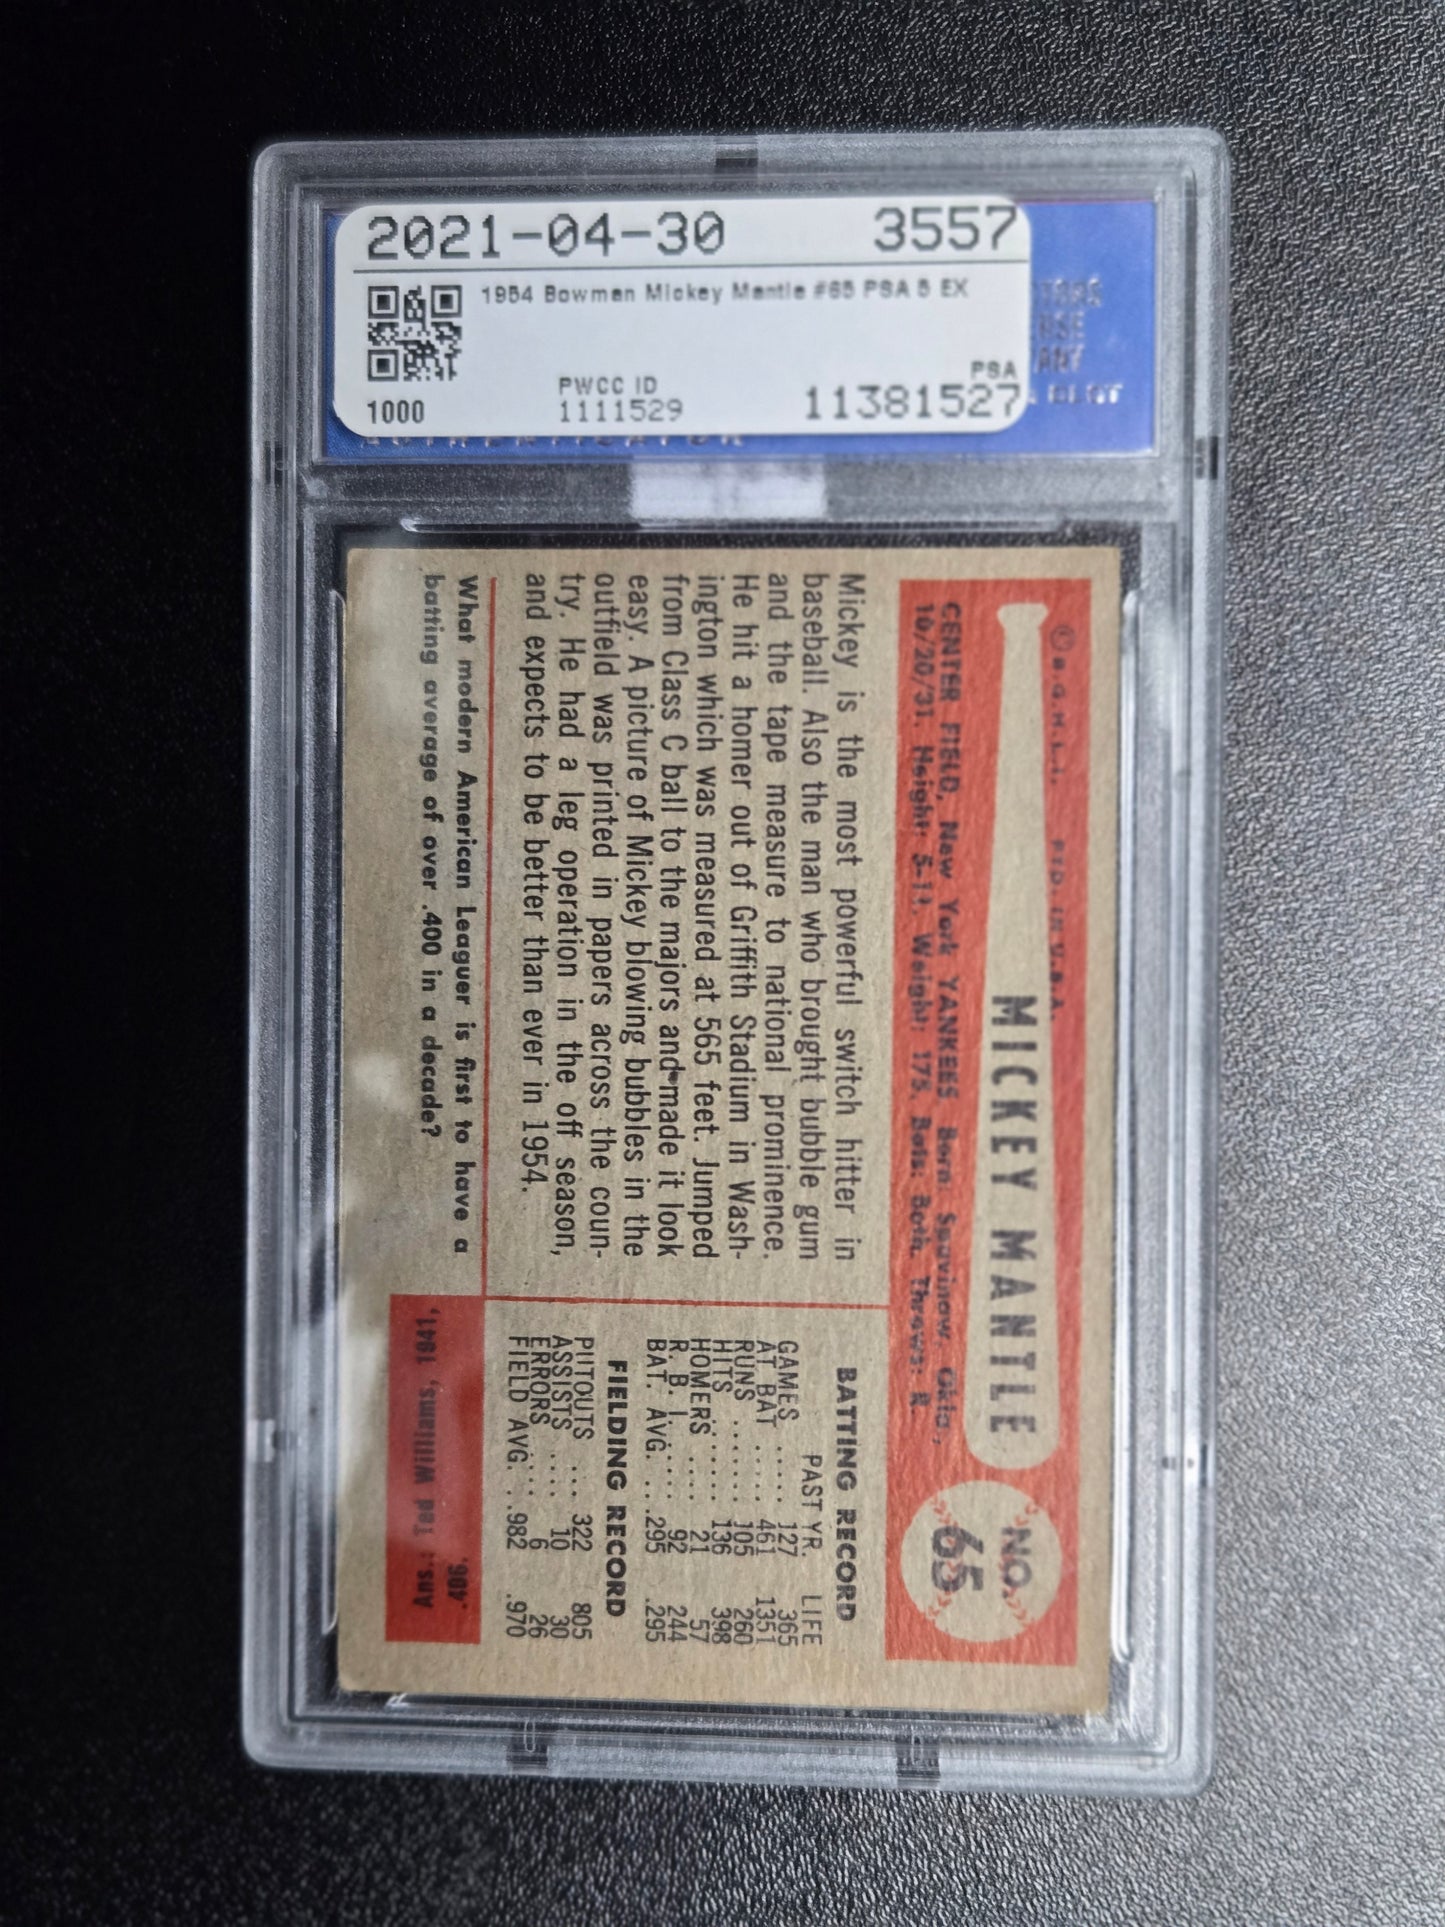 2021-04-30 3557
1954 Bowman Mickey Mantle #65 PSA 5 EX
PSA
PWCC ID
1000 1111529 11381527
© B.G.H.L.I. PTD. IN U.S.A.
MICKEY MANTLE
NO.
65
CENTER FIELD, New York YANKEES Born: Spavinaw, Okla.,
10/20/31. Height: 5-11. Weight: 175. Bats: Both. Throws: R
Mickey is the most powerful switch hitter in
baseball. Also the man who brought bubble gum
and the tape measure to national prominence.
He hit a homer out of Griffith Stadium in Wash-
ington which was measured at 565 feet. Jumped
from Class C ball to the majors and made it look
easy. A picture of Mickey blowing bubbles in the
outfield was printed in papers across the coun-
try. He had a leg operation in the off season,
and expects to be better than ever in 1954.
BATTING RECORD
PAST YR. LIFE
GAMES ..... 127 365
AT BAT ..... 461 1351
RUNS ....... 105 260
HITS ....... 136 398
HOMERS ..... 21 57
R. B. I. .... 92 244
BAT. AVG. ... .295 .295
FIELDING RECORD
PUTOUTS ... 322 805
ASSISTS .... 10 30
ERRORS .... 6 26
FIELD AVG. ... .982 .970
What modern American Leaguer is first to have a
batting average of over .400 in a decade?
Ans.: Ted Williams, 1941,
.406.